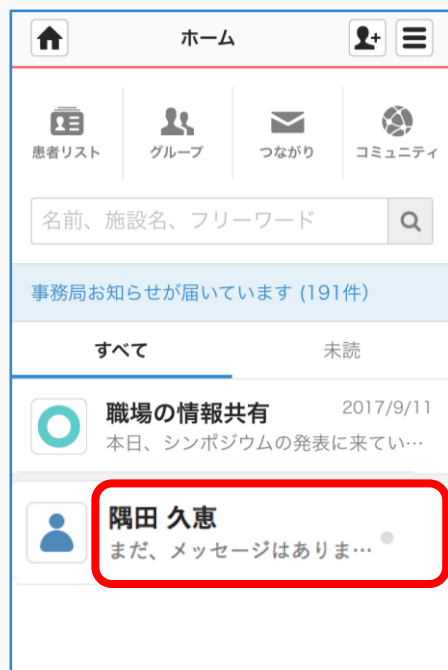 ホーム
患者リスト グループ つながり コミュニティ
名前、施設名、フリーワード
事務局お知らせが届いています (191件)
すべて 未読
職場の情報共有 2017/9/11
本日、シンポジウムの発表に来てい…
隅田 久恵
まだ、メッセージはありま…